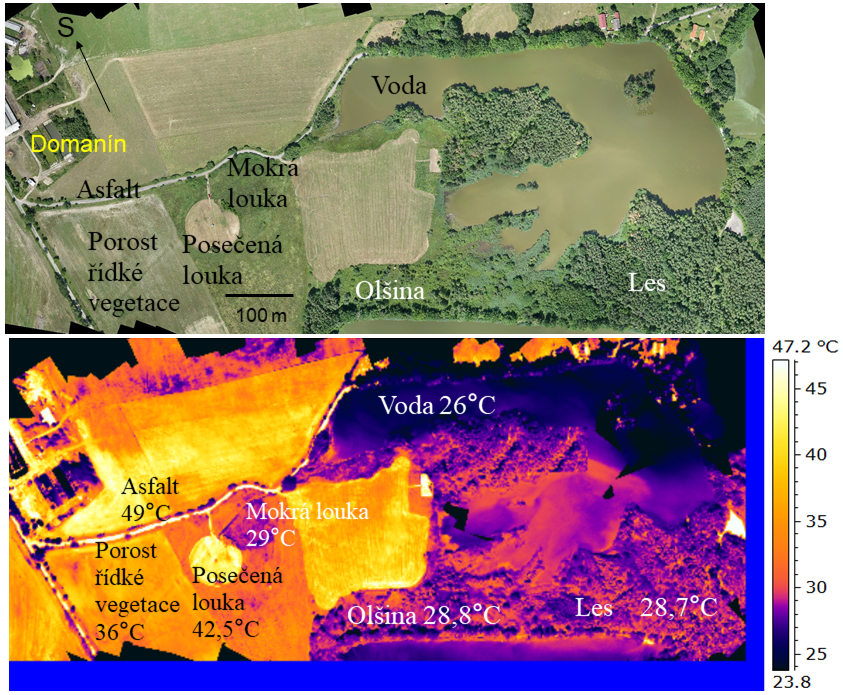 S
Voda
Domanín
Mokrá
louka
Asfalt
Porost
řídké
vegetace
Posečená
louka
100 m
Olšina
Les
47.2 °C
45
40
35
30
25
23.8
Voda 26°C
Asfalt
49°C
Mokrá louka
29°C
Porost
řídké
vegetace
36°C
Posečená
louka
42,5°C
Olšina 28,8°C
Les 28,7°C